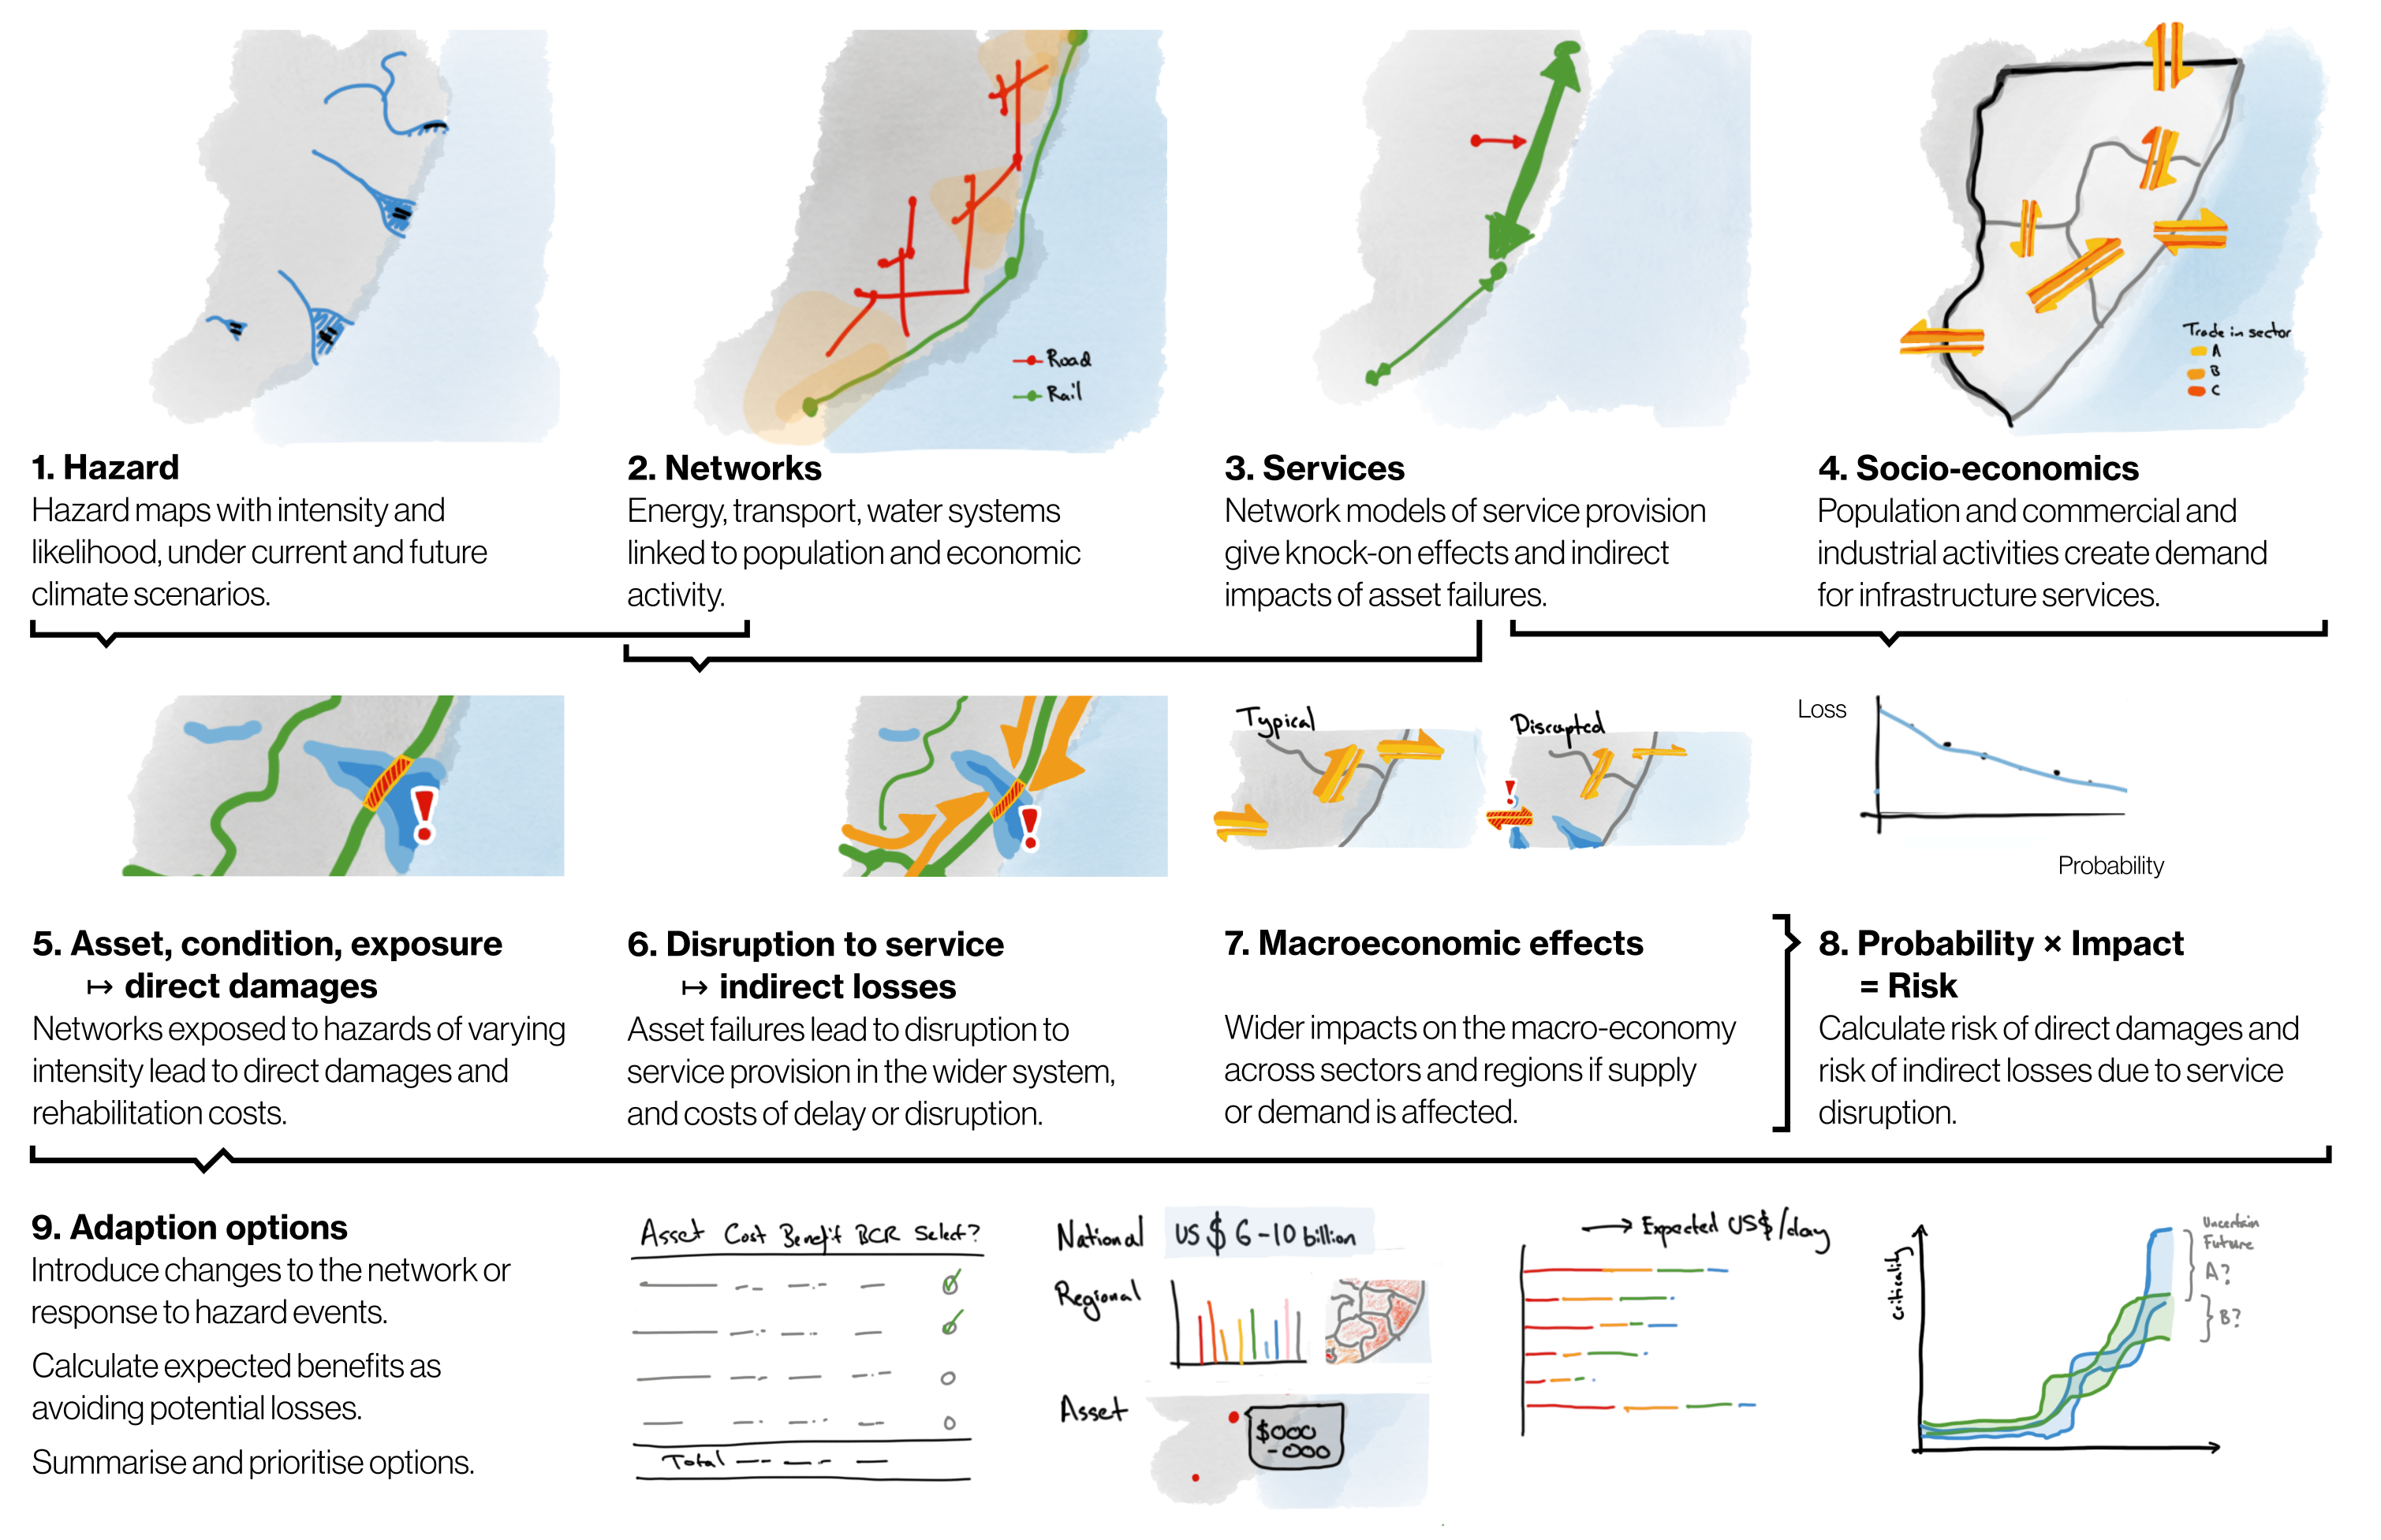 Road
Rail
Trade in sector
A
B
C
1. Hazard
Hazard maps with intensity and
likelihood, under current and future
climate scenarios.
2. Networks
Energy, transport, water systems
linked to population and economic
activity.
3. Services
Network models of service provision
give knock-on effects and indirect
impacts of asset failures.
4. Socio-economics
Population and commercial and
industrial activities create demand
for infrastructure services.
!
!
Typical
Disrupted
!
Loss
Probability
5. Asset, condition, exposure
↦ direct damages
Networks exposed to hazards of varying
intensity lead to direct damages and
rehabilitation costs.
6. Disruption to service
↦ indirect losses
Asset failures lead to disruption to
service provision in the wider system,
and costs of delay or disruption.
7. Macroeconomic effects
Wider impacts on the macro-economy
across sectors and regions if supply
or demand is affected.
8. Probability × Impact
= Risk
Calculate risk of direct damages and
risk of indirect losses due to service
disruption.
9. Adaption options
Introduce changes to the network or
response to hazard events.
Calculate expected benefits as
avoiding potential losses.
Summarise and prioritise options.
Asset Cost Benefit BCR Select?
Total
National US $ 6-10 billion
Regional
Asset
$000
-000
→ Expected US$/day
criticality
Uncertain
Future
A?
B?